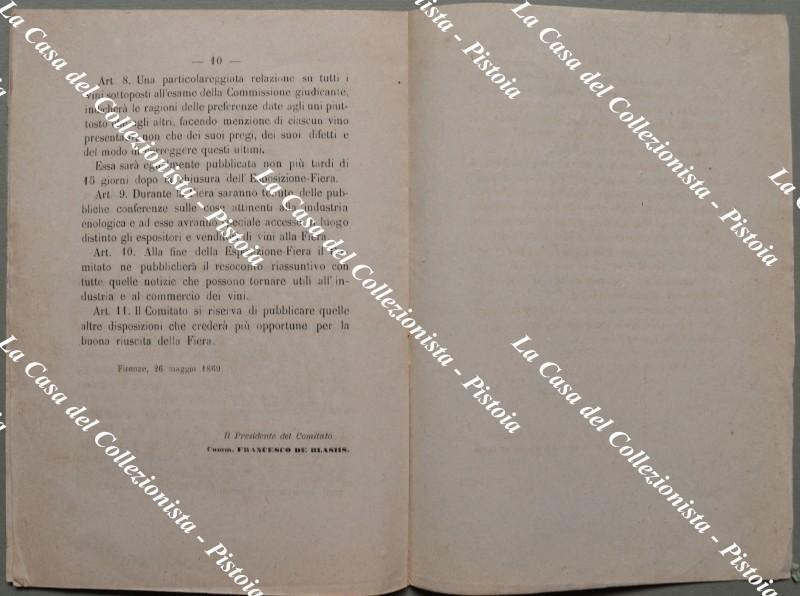 — 10 —
Art 8. Una particolareggiata relazione su tutti i
vini sottoposti all'esame della Commissione giudicante,
indicherà le ragioni delle preferenze date agli uni piut-
tosto che agli altri, facendo menzione di ciascun vino
presentato non che dei suoi pregi, dei suoi difetti e
del modo di correggere questi ultimi.
Essa sarà egualmente pubblicata non più tardi di
15 giorni dopo la chiusura dell'Esposizione-Fiera.
Art. 9. Durante la Fiera saranno tenute delle pub-
bliche conferenze sulle cose attinenti alla industria
enologica e ad esse avranno speciale accesso in luogo
distinto gli espositori e venditori di vini alla Fiera.
Art. 10. Alla fine della Esposizione-Fiera il Co-
mitato ne pubblicherà il resoconto riassuntivo con
tutte quelle notizie che possono tornare utili all'in-
dustria e al commercio dei vini.
Art. 11. Il Comitato si riserva di pubblicare quelle
altre disposizioni che crederà più opportune per la
buona riuscita della Fiera.
Firenze, 26 maggio 1869.
Il Presidente del Comitato
Comm. FRANCESCO DE BLASIIS.
La Casa del Collezionista - Pistoia
La Casa del Collezionista - Pistoia
La Casa del Collezionista - Pistoia
La Casa del Collezionista - Pistoia
La Casa del Collezionista - Pistoia